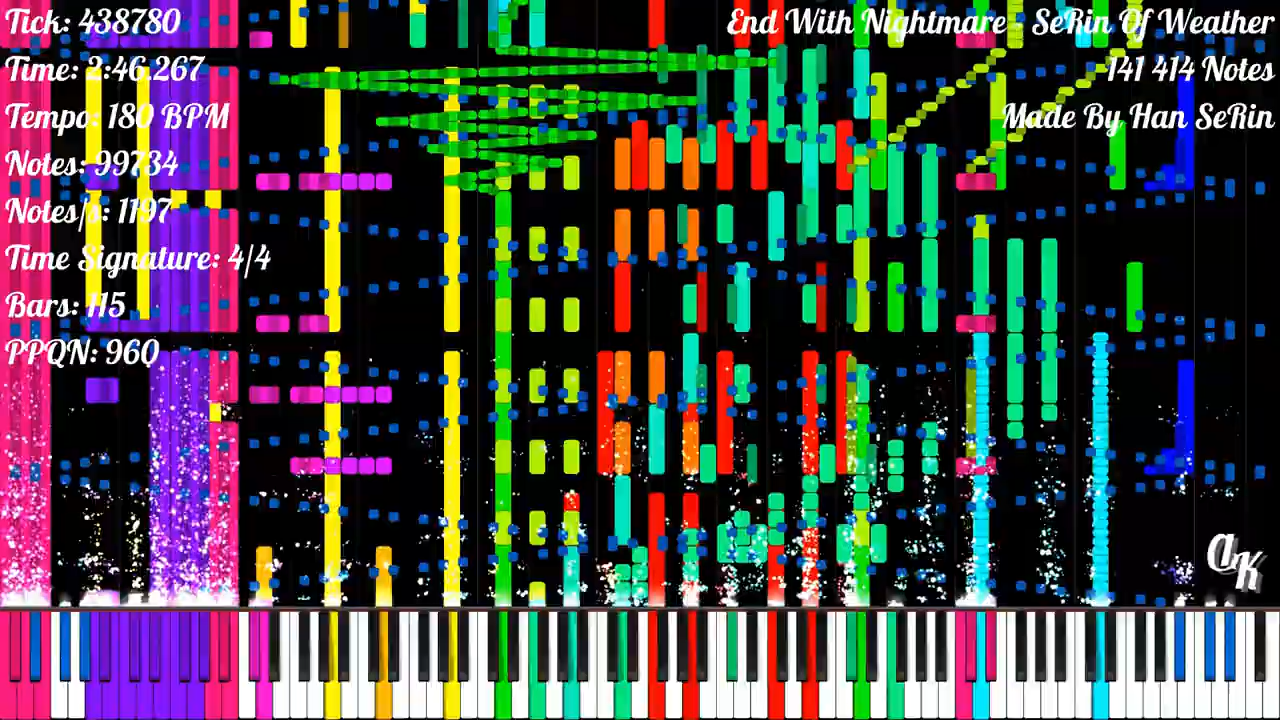 Tick: 438780
Time: 2:46.267
Tempo: 180 BPM
Notes: 99734
Notes/s: 1197
Time Signature: 4/4
Bars: 115
PPQN: 960
End With Nightmare - SeRin Of Weather
141 414 Notes
Made By Han SeRin
AK